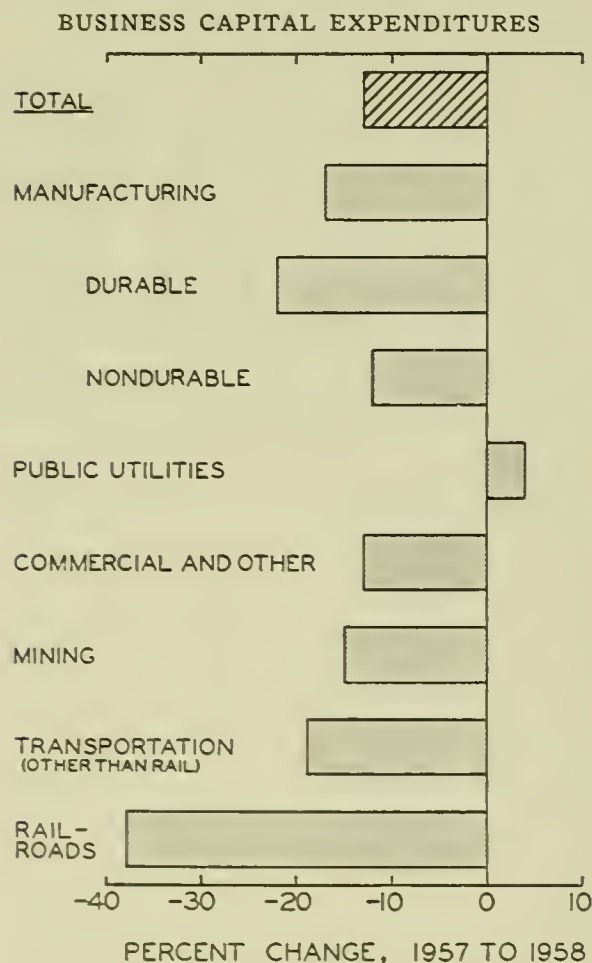 BUSINESS CAPITAL EXPENDITURES
TOTAL
MANUFACTURING
DURABLE
NONDURABLE
PUBLIC UTILITIES
COMMERCIAL AND OTHER
MINING
TRANSPORTATION
(OTHER THAN RAIL)
RAIL-
ROADS
-40 -30 -20 -10 0 10
PERCENT CHANGE, 1957 TO 1958